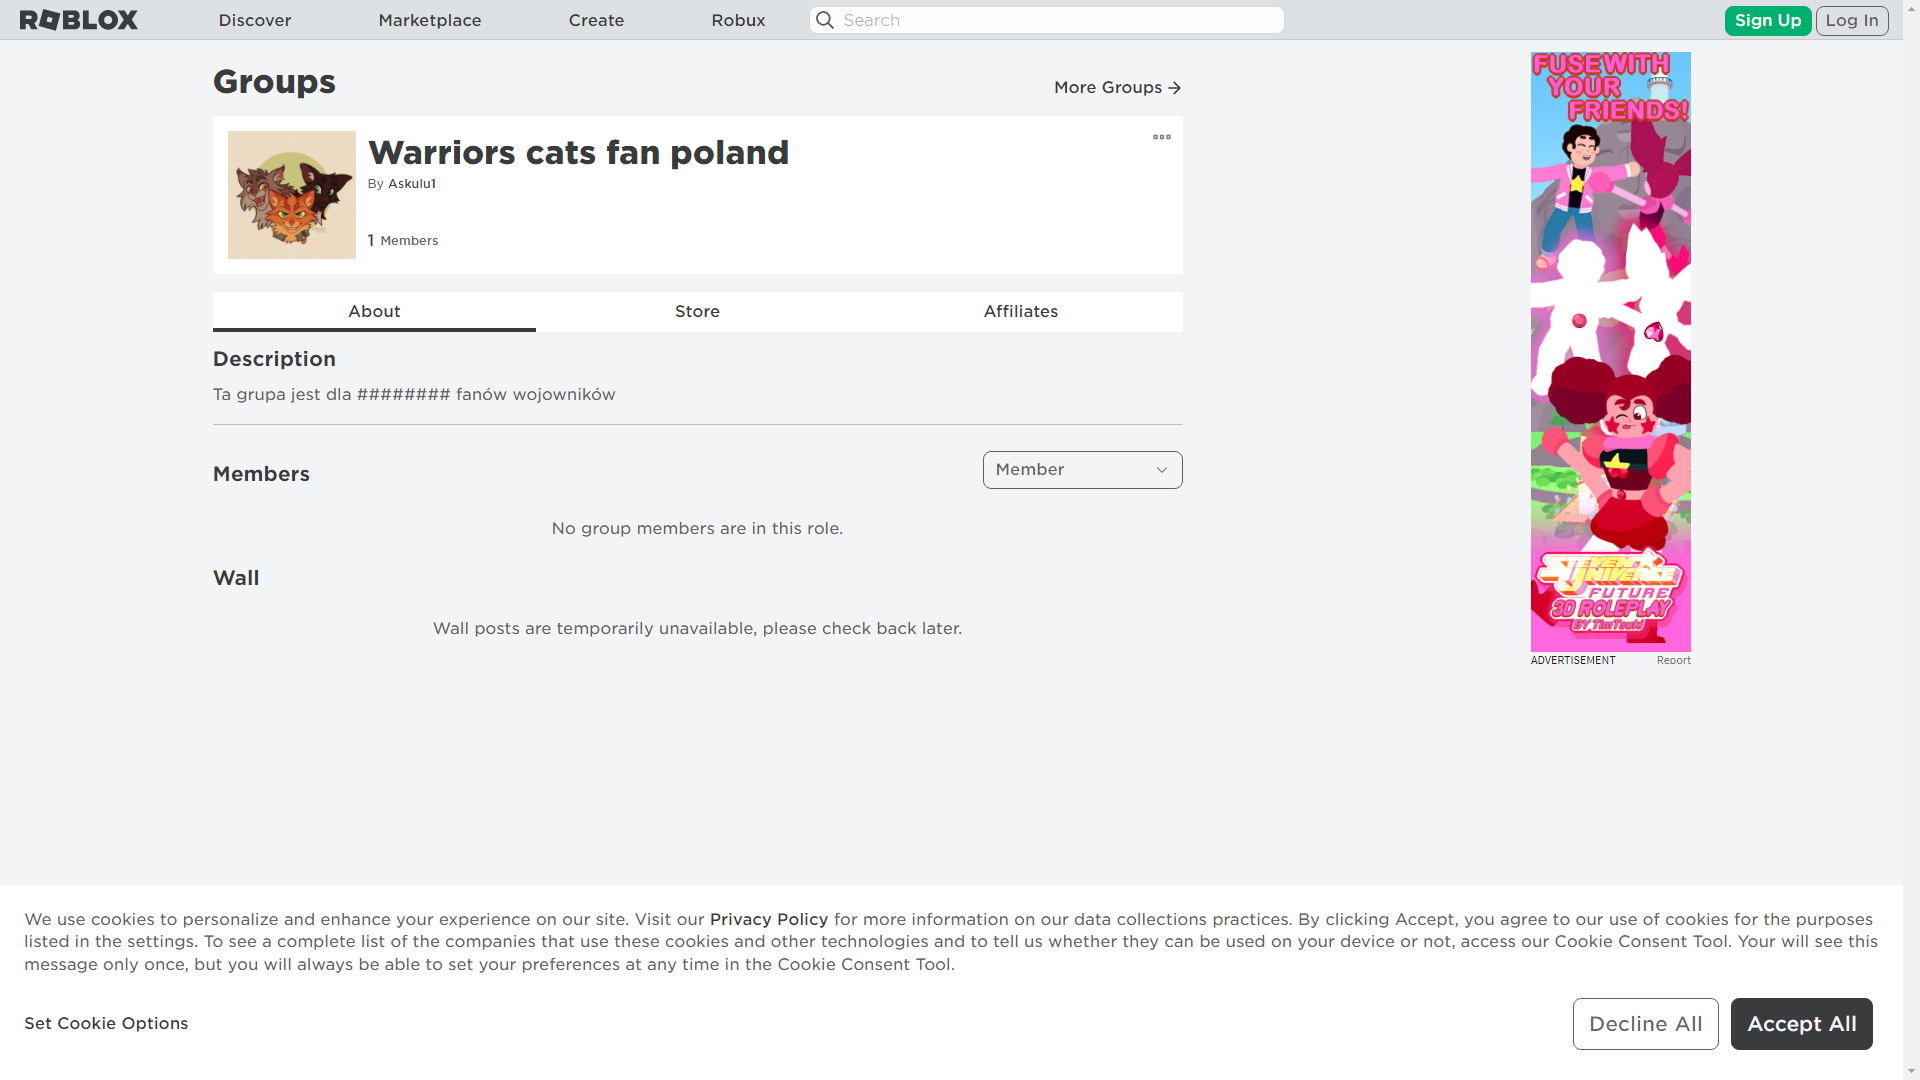 ROBLOX Discover Marketplace Create Robux Search Sign Up Log In
Groups
More Groups
Warriors cats fan poland
By Askulu1
1 Members
About Store Affiliates
Description
Ta grupa jest dla ######## fanów wojowników
Members
Member
No group members are in this role.
Wall
Wall posts are temporarily unavailable, please check back later.
FUSE WITH
YOUR
FRIENDS!
STEVEN
UNIVERSE
FUTURE
3D ROLEPLAY
BY TimTsuki
ADVERTISEMENT Report
We use cookies to personalize and enhance your experience on our site. Visit our Privacy Policy for more information on our data collections practices. By clicking Accept, you agree to our use of cookies for the purposes
listed in the settings. To see a complete list of the companies that use these cookies and other technologies and to tell us whether they can be used on your device or not, access our Cookie Consent Tool. Your will see this
message only once, but you will always be able to set your preferences at any time in the Cookie Consent Tool.
Set Cookie Options
Decline All
Accept All